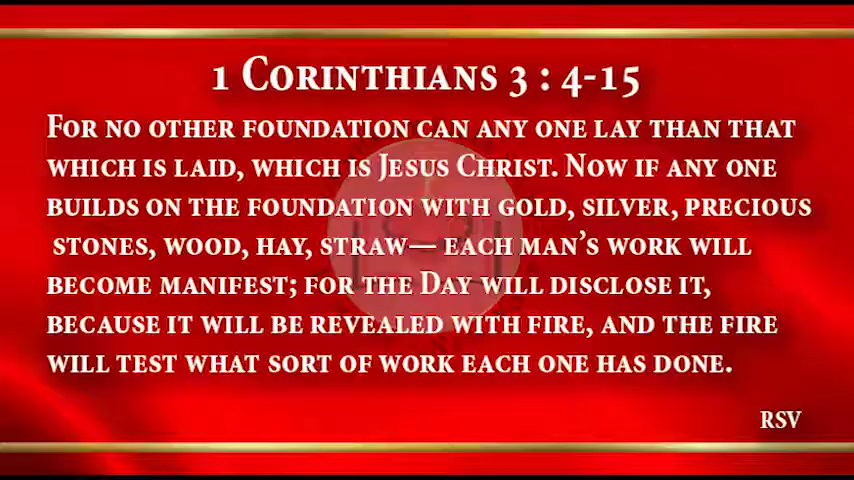 1 Corinthians 3 : 4-15
For no other foundation can any one lay than that
which is laid, which is Jesus Christ. Now if any one
builds on the foundation with gold, silver, precious
stones, wood, hay, straw— each man's work will
become manifest; for the Day will disclose it,
because it will be revealed with fire, and the fire
will test what sort of work each one has done.
RSV